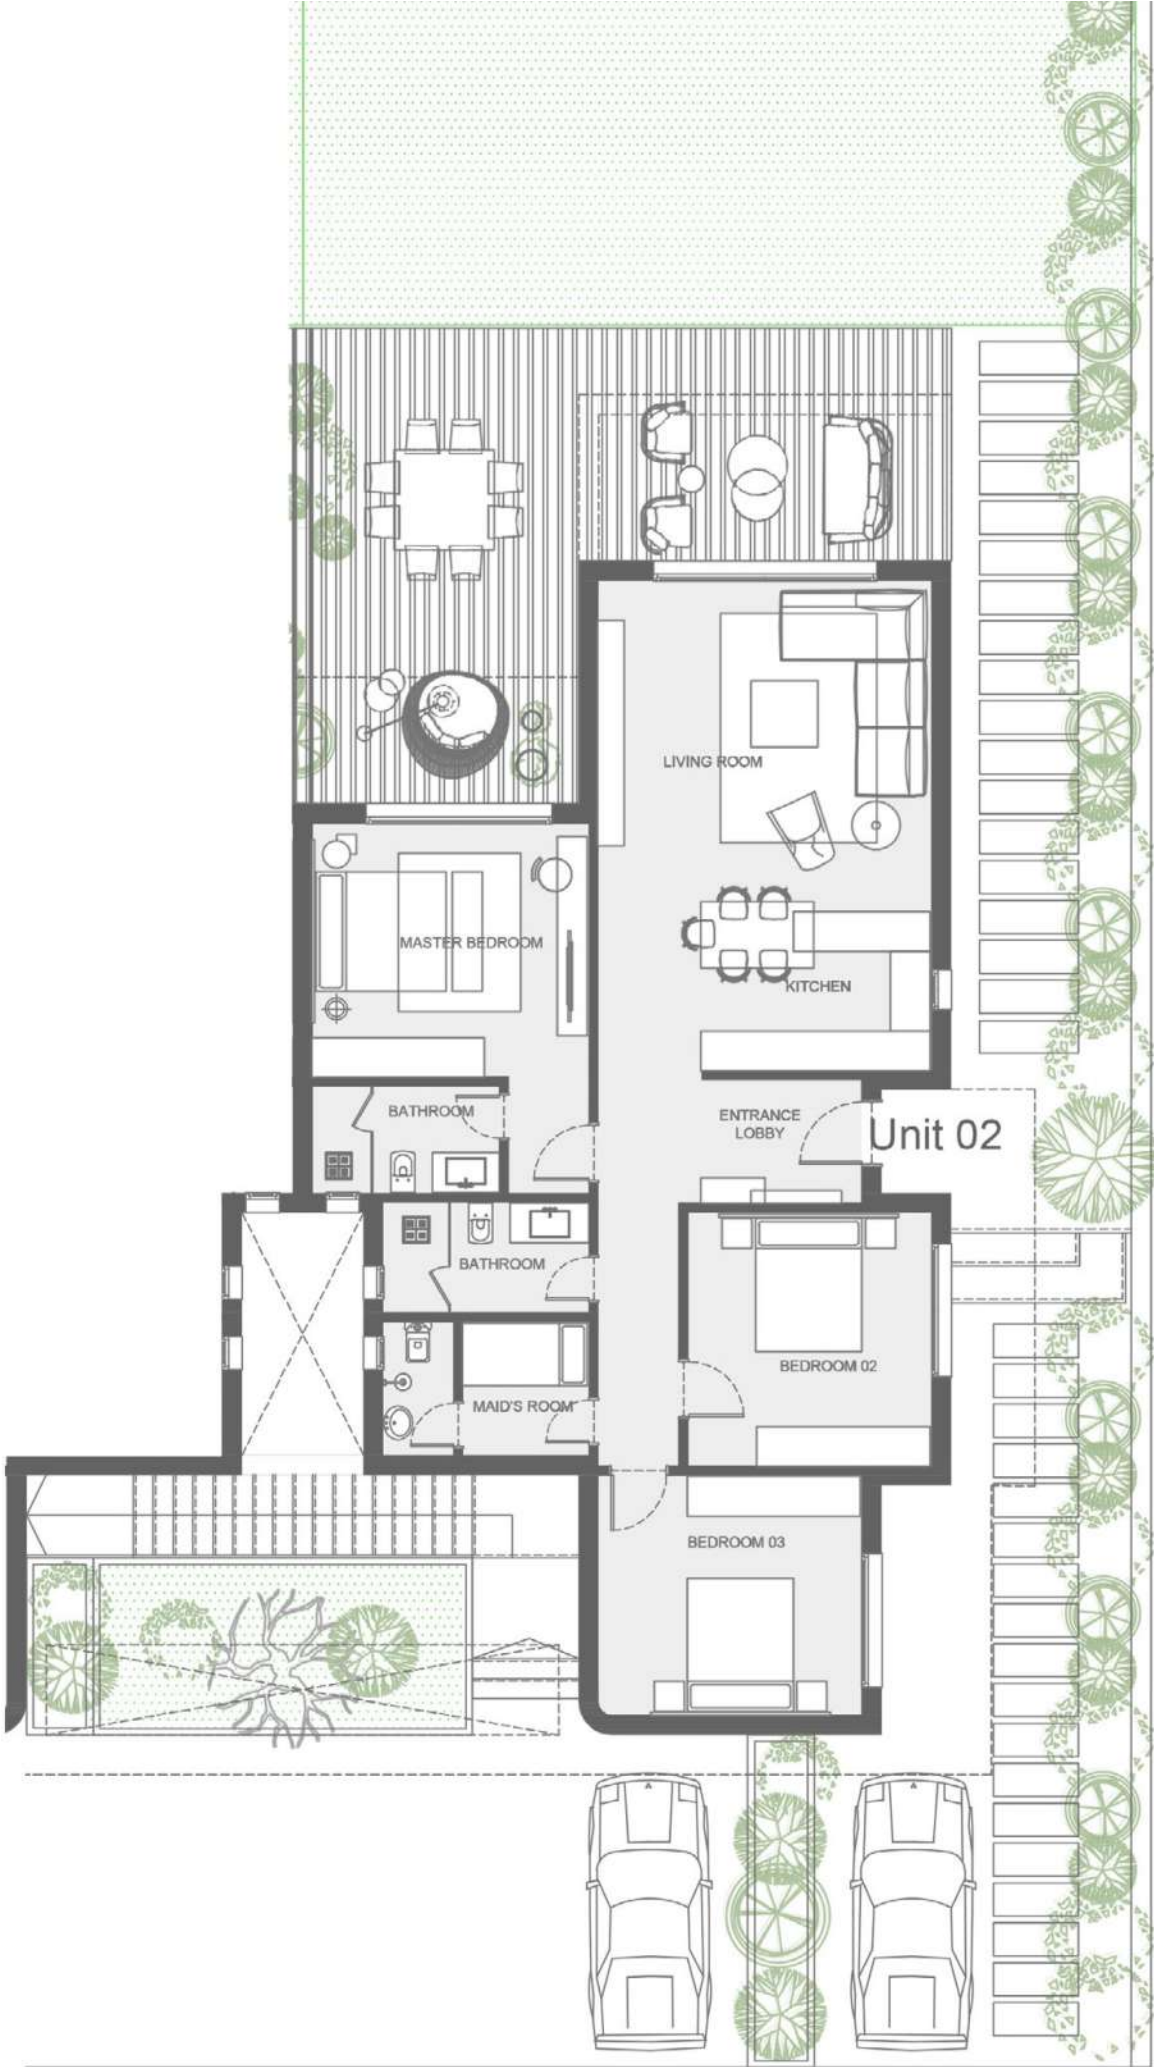 LIVING ROOM
MASTER BEDROOM
KITCHEN
BATHROOM
ENTRANCE
LOBBY
Unit 02
BATHROOM
BEDROOM 02
MAID'S ROOM
BEDROOM 03